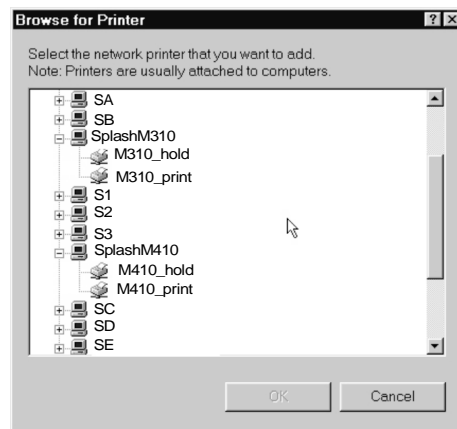 Browse for Printer
Select the network printer that you want to add.
Note: Printers are usually attached to computers.
SA
SB
SplashM310
M310_hold
M310_print
S1
S2
S3
SplashM410
M410_hold
M410_print
SC
SD
SE
OK
Cancel